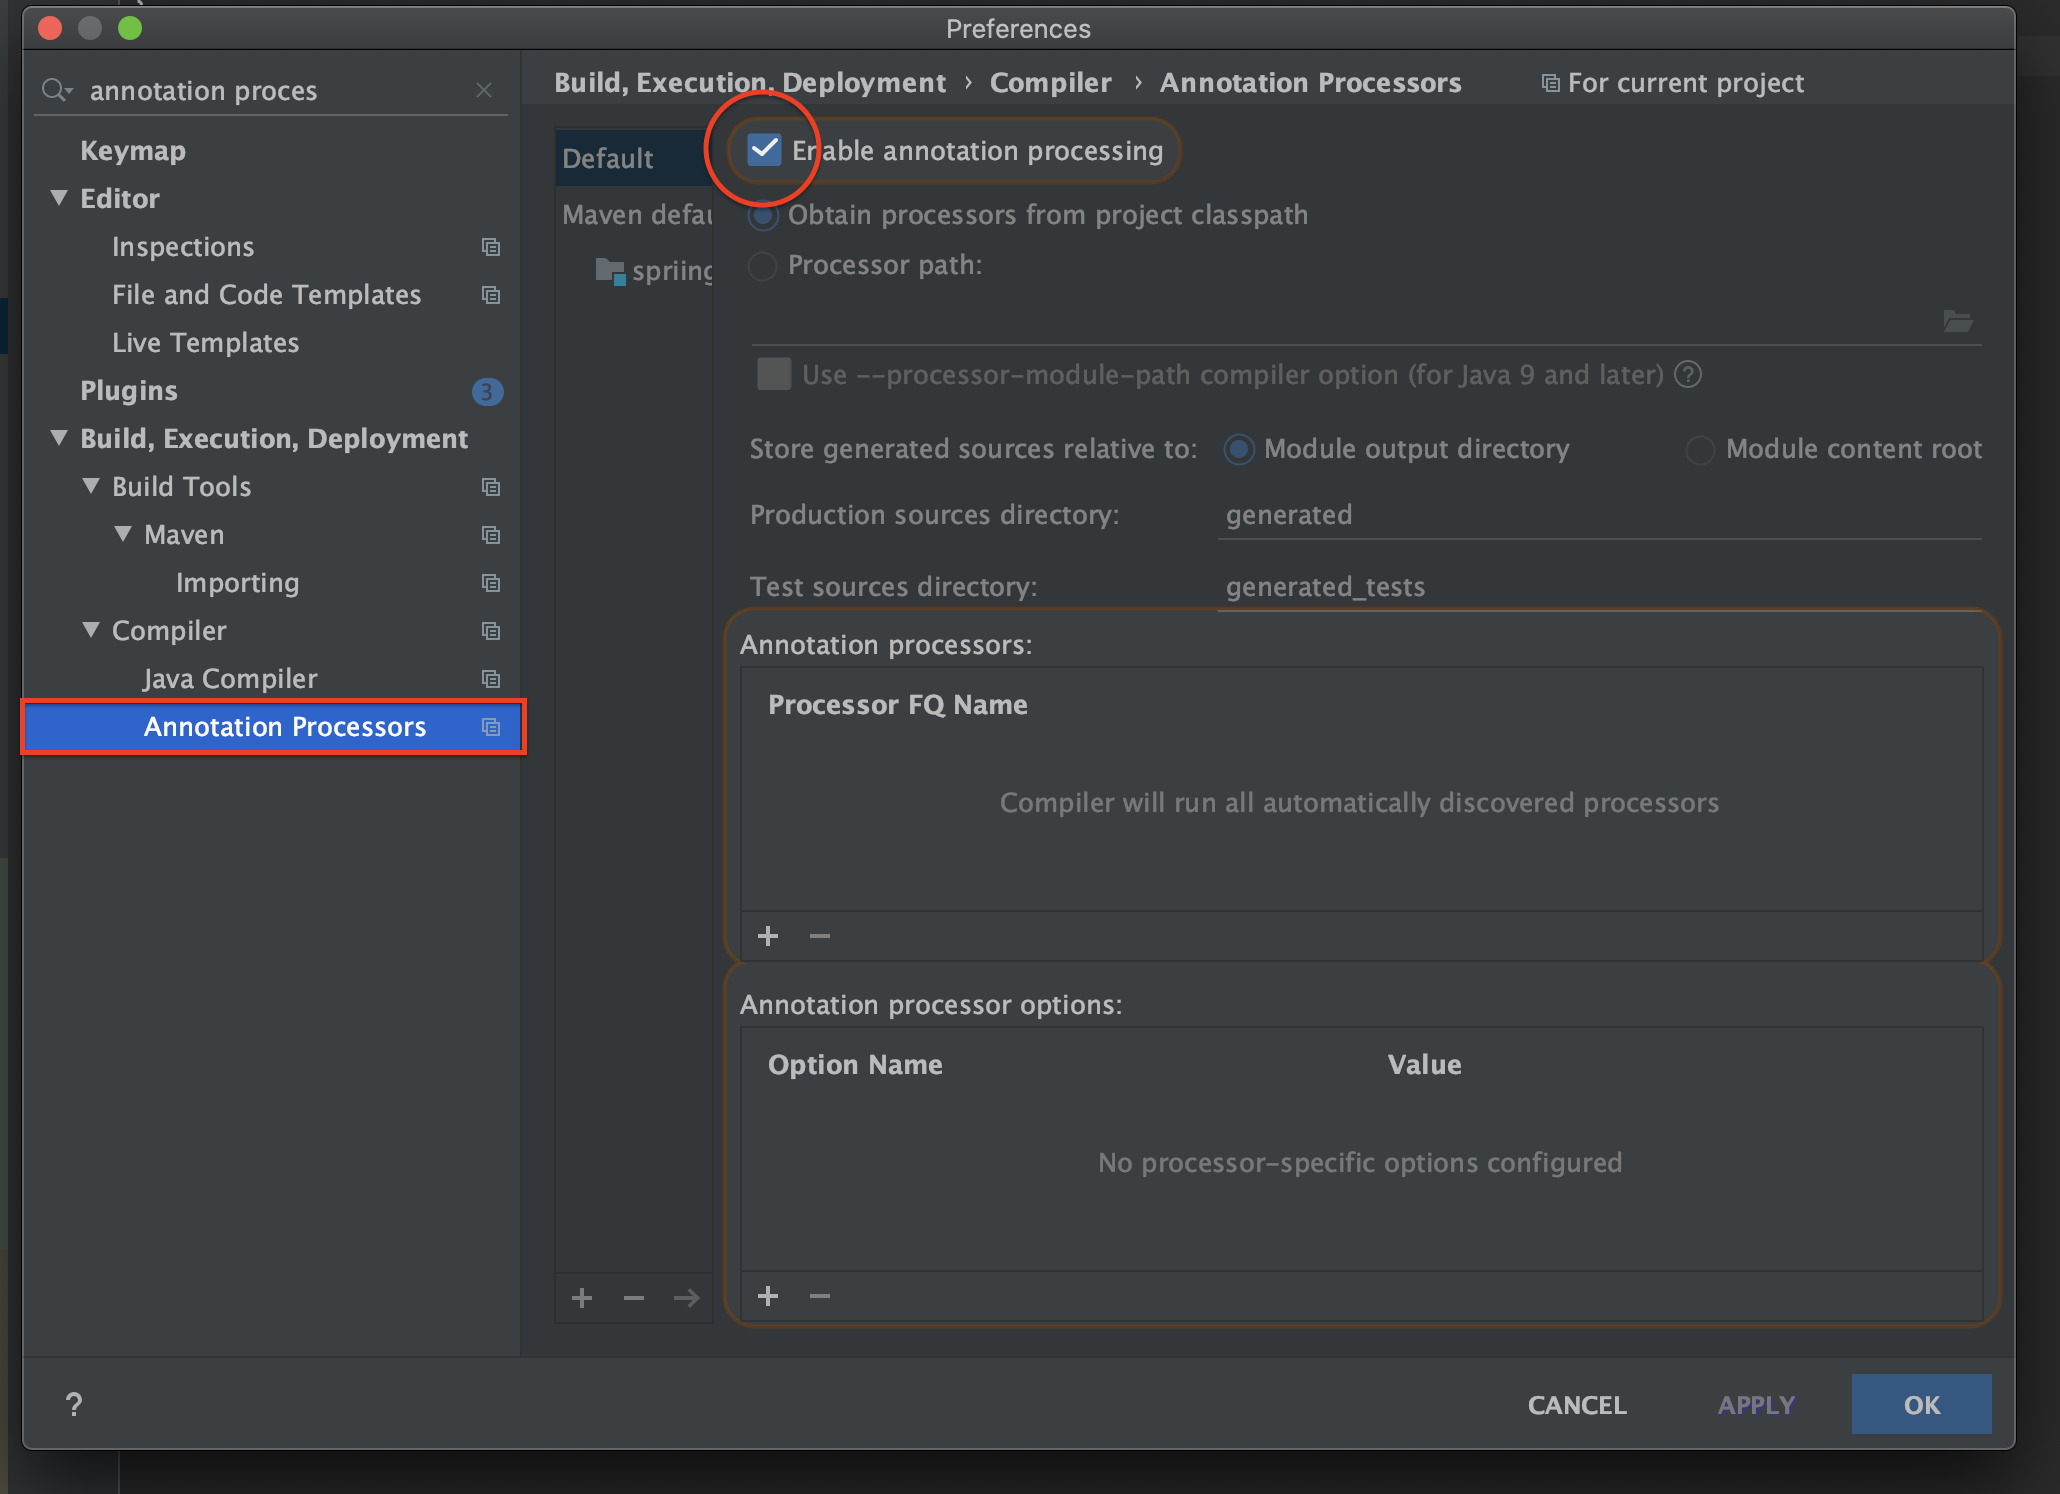 Preferences
annotation proces
Keymap
Editor
Inspections
File and Code Templates
Live Templates
Plugins 3
Build, Execution, Deployment
Build Tools
Maven
Importing
Compiler
Java Compiler
Annotation Processors
Build, Execution, Deployment › Compiler › Annotation Processors For current project
Default
Maven defau
spriing
Enable annotation processing
Obtain processors from project classpath
Processor path:
Use --processor-module-path compiler option (for Java 9 and later) ?
Store generated sources relative to: Module output directory Module content root
Production sources directory: generated
Test sources directory: generated_tests
Annotation processors:
Processor FQ Name
Compiler will run all automatically discovered processors
Annotation processor options:
Option Name Value
No processor-specific options configured
? CANCEL APPLY OK